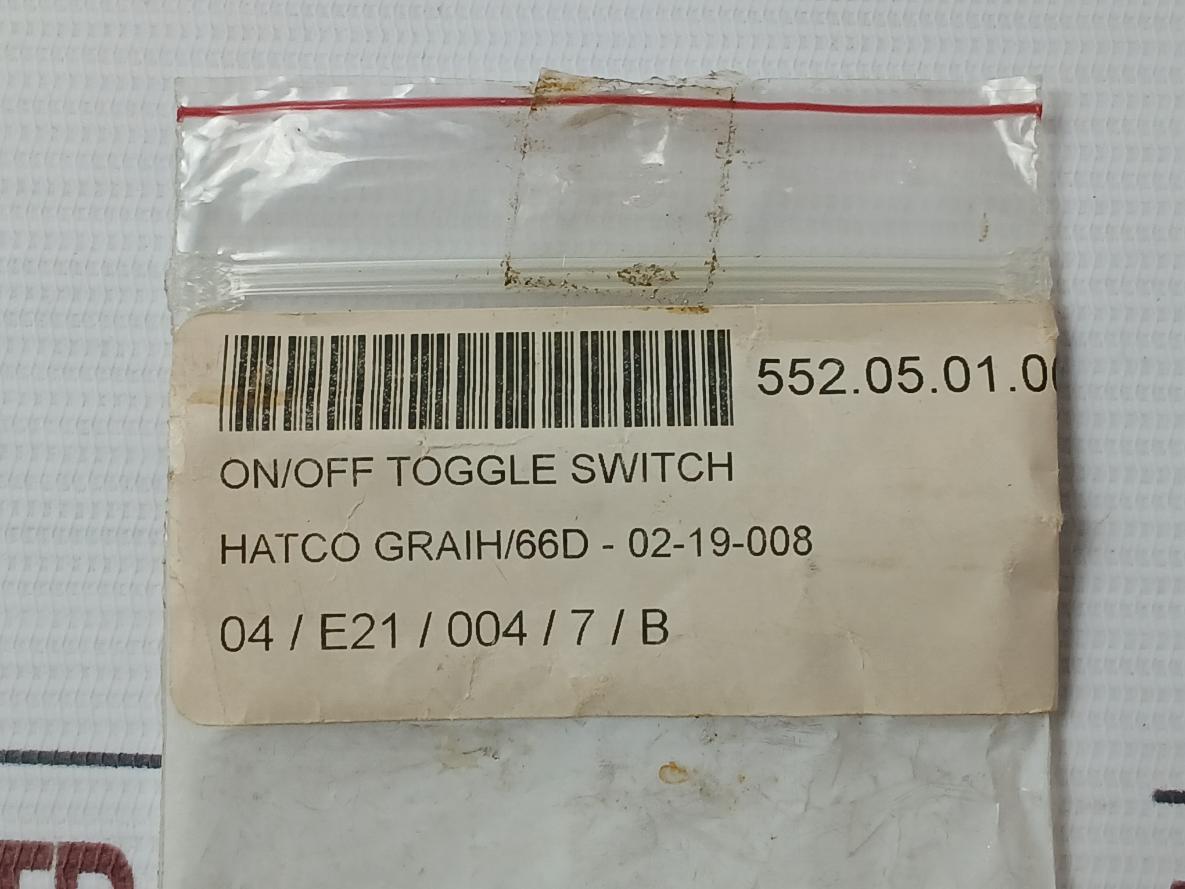 552.05.01.0
ON/OFF TOGGLE SWITCH
HATCO GRAIH/66D - 02-19-008
04 / E21 / 004 / 7 / B